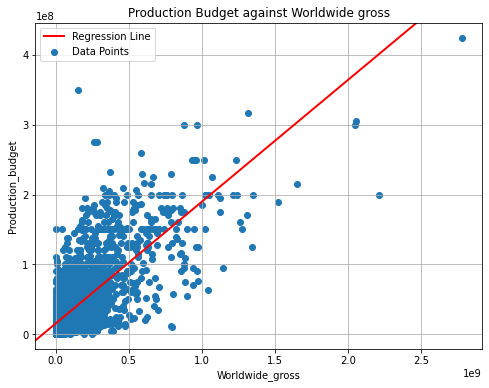 Production Budget against Worldwide gross
1e8
Regression Line
Data Points
4
3
2
1
0
Production_budget
0.0 0.5 1.0 1.5 2.0 2.5
1e9
Worldwide_gross